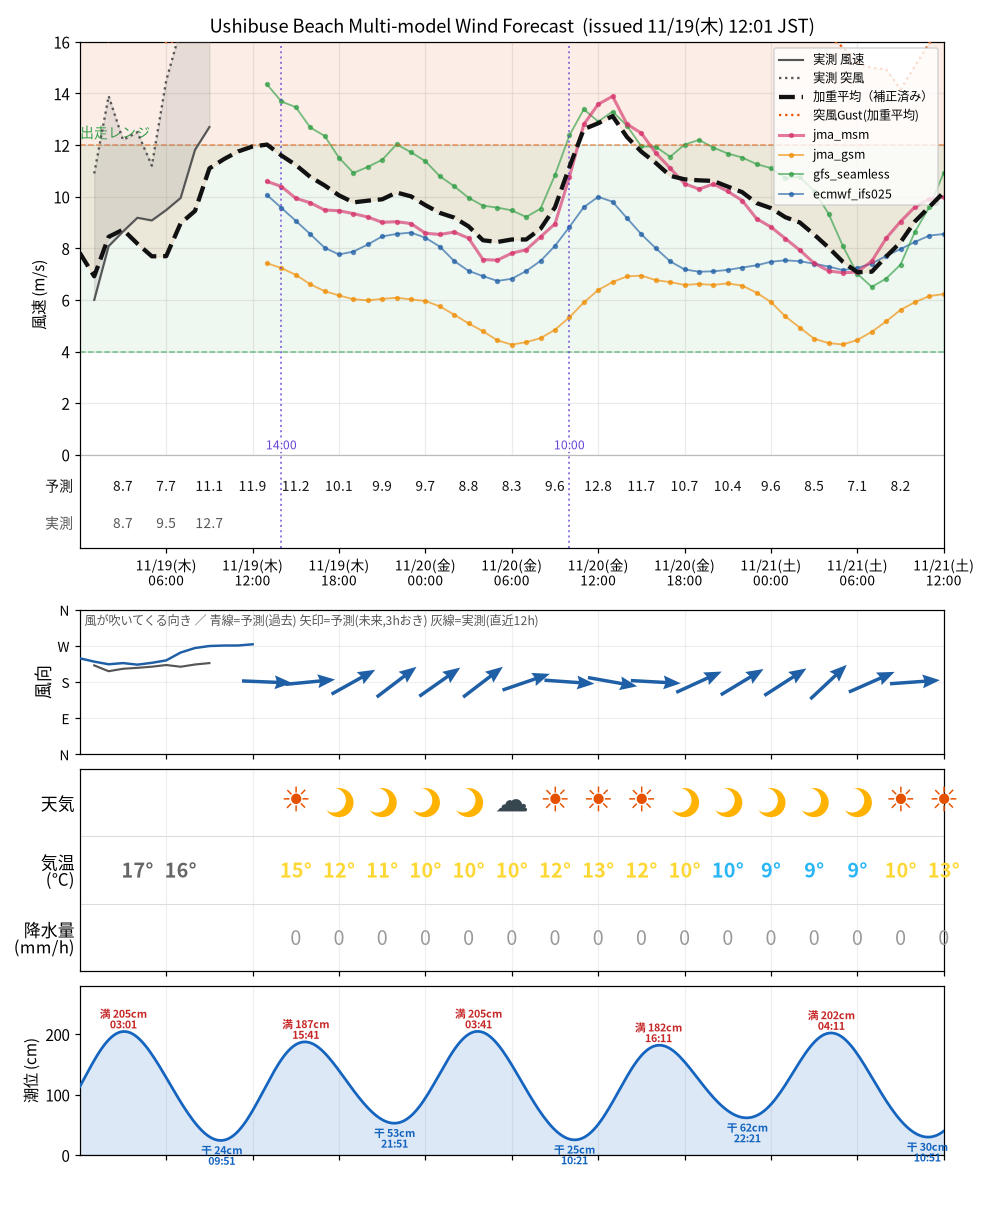 Ushibuse Beach Multi-model Wind Forecast (issued 11/19(木) 12:01 JST)
風速 (m/s)
16
14
12
10
8
6
4
2
0
出走レンジ
実測 風速
実測 突風
加重平均（補正済み）
突風Gust(加重平均)
jma_msm
jma_gsm
gfs_seamless
ecmwf_ifs025
14:00
10:00
予測 8.7 7.7 11.1 11.9 11.2 10.1 9.9 9.7 8.8 8.3 9.6 12.8 11.7 10.7 10.4 9.6 8.5 7.1 8.2
実測 8.7 9.5 12.7
11/19(木) 11/19(木) 11/19(木) 11/20(金) 11/20(金) 11/20(金) 11/20(金) 11/21(土) 11/21(土) 11/21(土)
06:00 12:00 18:00 00:00 06:00 12:00 18:00 00:00 06:00 12:00
風向
N
W
S
E
N
風が吹いてくる向き ／ 青線=予測(過去) 矢印=予測(未来,3hおき) 灰線=実測(直近12h)
天気
気温
(°C)
17° 16° 15° 12° 11° 10° 10° 10° 12° 13° 12° 10° 10° 9° 9° 9° 10° 13°
降水量
(mm/h)
0 0 0 0 0 0 0 0 0 0 0 0 0 0 0 0
潮位 (cm)
200
100
0
満 205cm
03:01
満 187cm
15:41
満 205cm
03:41
満 182cm
16:11
満 202cm
04:11
干 24cm
09:51
干 53cm
21:51
干 25cm
10:21
干 62cm
22:21
干 30cm
10:51